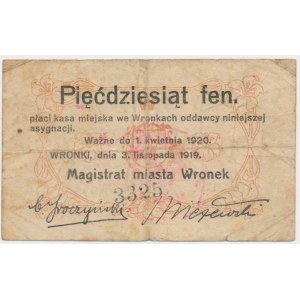 Pięćdziesiąt fen.
płaci kasa miejska we Wronkach oddawcy niniejszej
asygnacji.
Ważne do 1. kwietnia 1920.
WRONKI, dnia 3. listopada 1919.
Magistrat miasta Wronek
3325